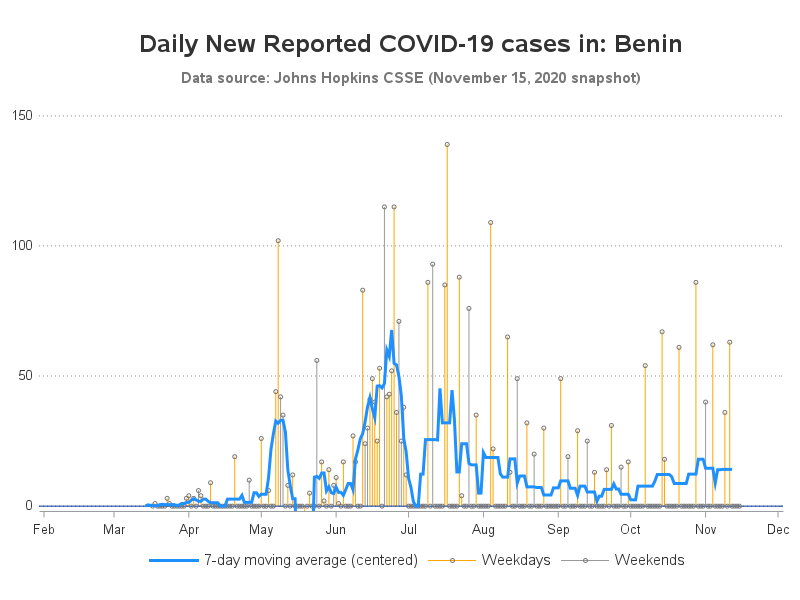 Daily New Reported COVID-19 cases in: Benin
Data source: Johns Hopkins CSSE (November 15, 2020 snapshot)
150
100
50
0
Feb Mar Apr May Jun Jul Aug Sep Oct Nov Dec
7-day moving average (centered) Weekdays Weekends